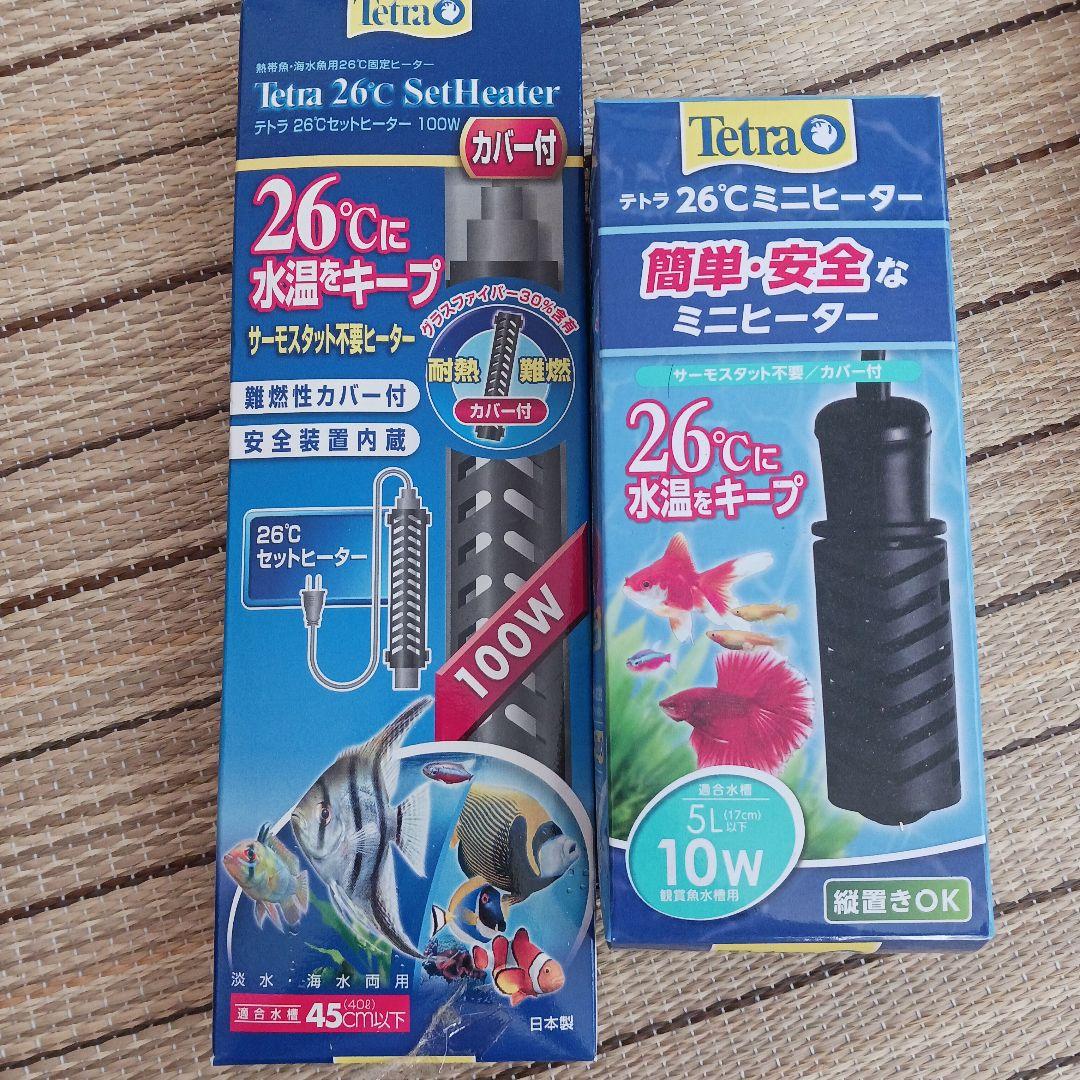 Tetra
熱帯魚・海水魚用26℃固定ヒーター
Tetra 26℃ SetHeater
テトラ 26℃セットヒーター 100W
カバー付
26℃に
水温をキープ
サーモスタット不要ヒーター
難燃性カバー付
安全装置内蔵
グラスファイバー30%含有
耐熱 難燃
カバー付
26℃
セットヒーター
100W
淡水・海水両用
適合水槽 45cm以下
(40ℓ)
日本製
Tetra
テトラ 26℃ミニヒーター
簡単・安全な
ミニヒーター
サーモスタット不要/カバー付
26℃に
水温をキープ
適合水槽
5L(17cm)以下
10W
観賞魚水槽用
縦置きOK